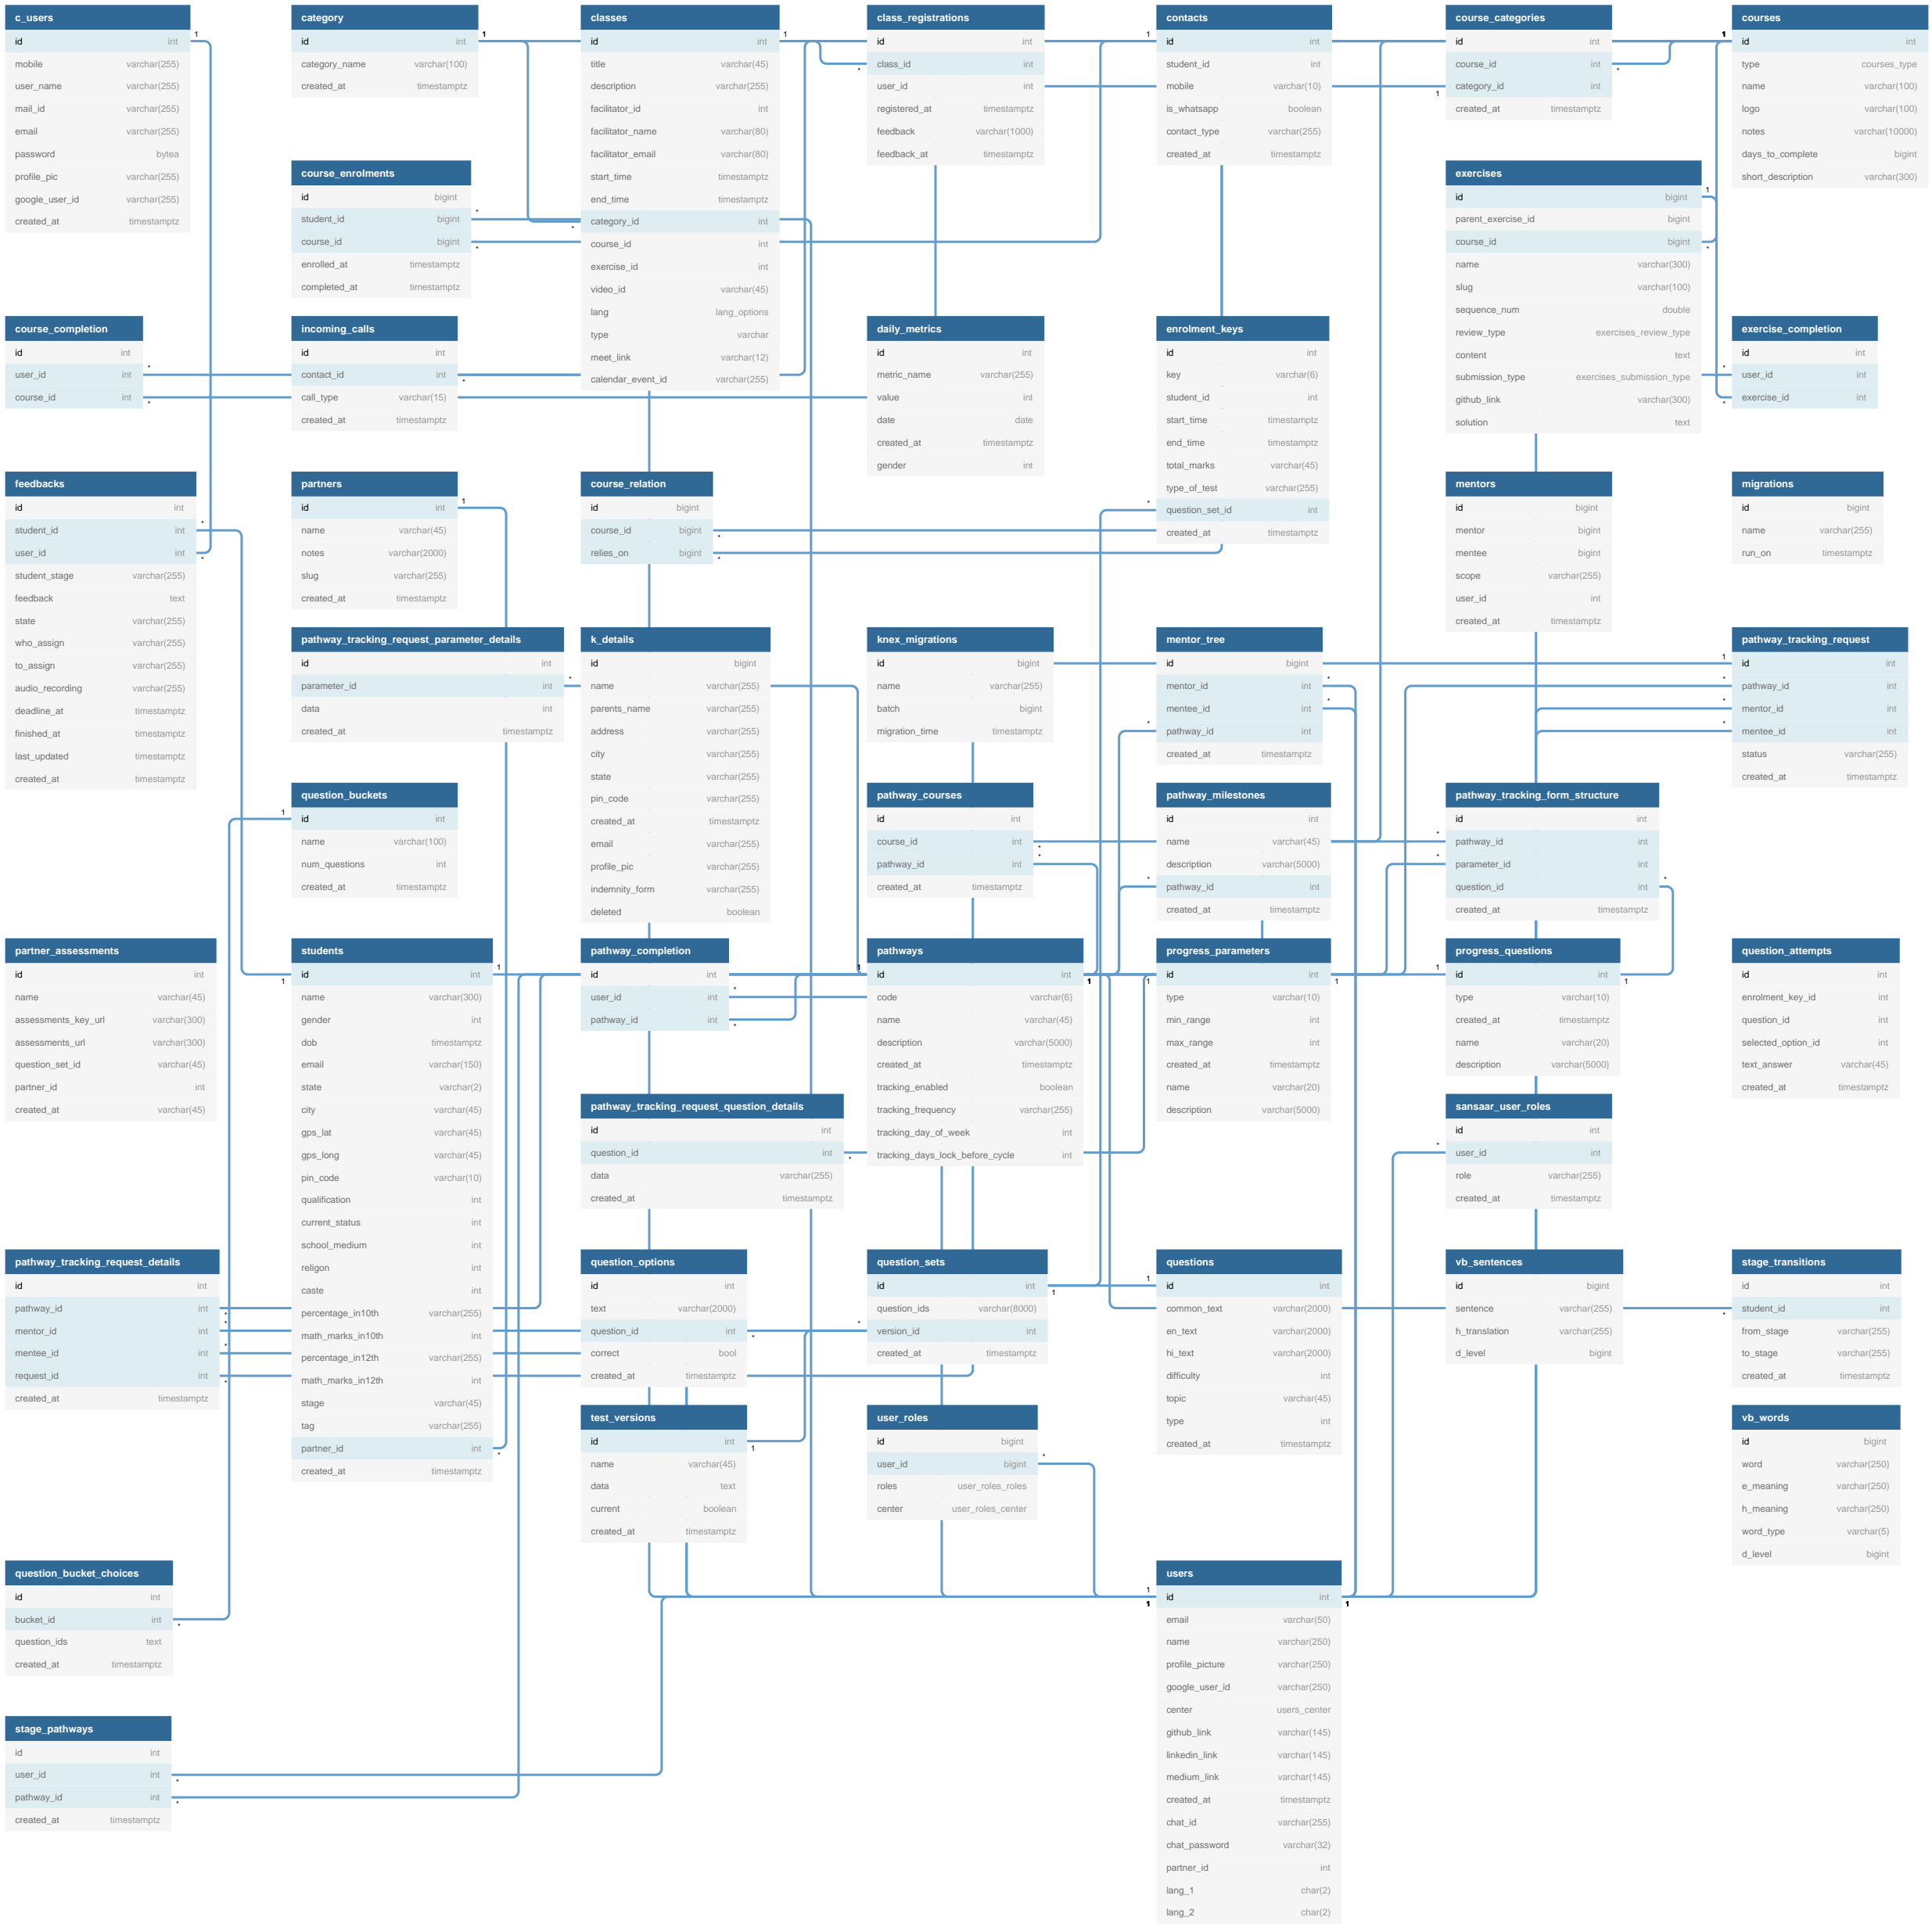 c_users
id int
mobile varchar(255)
user_name varchar(255)
mail_id varchar(255)
email varchar(255)
password bytea
profile_pic varchar(255)
google_user_id varchar(255)
created_at timestamptz
category
id int
category_name varchar(100)
created_at timestamptz
classes
id int
title varchar(45)
description varchar(255)
facilitator_id int
facilitator_name varchar(80)
facilitator_email varchar(80)
start_time timestamptz
end_time timestamptz
category_id int
course_id int
exercise_id int
video_id varchar(45)
lang lang_options
type varchar
meet_link varchar(12)
calendar_event_id varchar(255)
class_registrations
id int
class_id int
user_id int
registered_at timestamptz
feedback varchar(1000)
feedback_at timestamptz
contacts
id int
student_id int
mobile varchar(10)
is_whatsapp boolean
contact_type varchar(255)
created_at timestamptz
course_categories
id int
course_id int
category_id int
created_at timestamptz
courses
id int
type courses_type
name varchar(100)
logo varchar(100)
notes varchar(10000)
days_to_complete bigint
short_description varchar(300)
course_enrolments
id bigint
student_id bigint
course_id bigint
enrolled_at timestamptz
completed_at timestamptz
exercises
id bigint
parent_exercise_id bigint
course_id bigint
name varchar(300)
slug varchar(100)
sequence_num double
review_type exercises_review_type
content text
submission_type exercises_submission_type
github_link varchar(300)
solution text
course_completion
id int
user_id int
course_id int
incoming_calls
id int
contact_id int
call_type varchar(15)
created_at timestamptz
daily_metrics
id int
metric_name varchar(255)
value int
date date
created_at timestamptz
gender int
enrolment_keys
id int
key varchar(6)
student_id int
start_time timestamptz
end_time timestamptz
total_marks varchar(45)
type_of_test varchar(255)
question_set_id int
created_at timestamptz
exercise_completion
id int
user_id int
exercise_id int
feedbacks
id int
student_id int
user_id int
student_stage varchar(255)
feedback text
state varchar(255)
who_assign varchar(255)
to_assign varchar(255)
audio_recording varchar(255)
deadline_at timestamptz
finished_at timestamptz
last_updated timestamptz
created_at timestamptz
partners
id int
name varchar(45)
notes varchar(2000)
slug varchar(255)
created_at timestamptz
course_relation
id bigint
course_id bigint
relies_on bigint
mentors
id bigint
mentor bigint
mentee bigint
scope varchar(255)
user_id int
created_at timestamptz
migrations
id bigint
name varchar(255)
run_on timestamptz
pathway_tracking_request_parameter_details
id int
parameter_id int
data int
created_at timestamptz
k_details
id bigint
name varchar(255)
parents_name varchar(255)
address varchar(255)
city varchar(255)
state varchar(255)
pin_code varchar(255)
created_at timestamptz
email varchar(255)
profile_pic varchar(255)
indemnity_form varchar(255)
deleted boolean
knex_migrations
id bigint
name varchar(255)
batch bigint
migration_time timestamptz
mentor_tree
id bigint
mentor_id int
mentee_id int
pathway_id int
created_at timestamptz
pathway_tracking_request
id int
pathway_id int
mentor_id int
mentee_id int
status varchar(255)
created_at timestamptz
question_buckets
id int
name varchar(100)
num_questions int
created_at timestamptz
pathway_courses
id int
course_id int
pathway_id int
created_at timestamptz
pathway_milestones
id int
name varchar(45)
description varchar(5000)
pathway_id int
created_at timestamptz
pathway_tracking_form_structure
id int
pathway_id int
parameter_id int
question_id int
created_at timestamptz
partner_assessments
id int
name varchar(45)
assessments_key_url varchar(300)
assessments_url varchar(300)
question_set_id varchar(45)
partner_id int
created_at varchar(45)
students
id int
name varchar(300)
gender int
dob timestamptz
email varchar(150)
state varchar(2)
city varchar(45)
gps_lat varchar(45)
gps_long varchar(45)
pin_code varchar(10)
qualification int
current_status int
school_medium int
religon int
caste int
percentage_in10th varchar(255)
math_marks_in10th int
percentage_in12th varchar(255)
math_marks_in12th int
stage varchar(45)
tag varchar(255)
partner_id int
created_at timestamptz
pathway_completion
id int
user_id int
pathway_id int
pathways
id int
code varchar(6)
name varchar(45)
description varchar(5000)
created_at timestamptz
tracking_enabled boolean
tracking_frequency varchar(255)
tracking_day_of_week int
tracking_days_lock_before_cycle int
progress_parameters
id int
type varchar(10)
min_range int
max_range int
created_at timestamptz
name varchar(20)
description varchar(5000)
progress_questions
id int
type varchar(10)
created_at timestamptz
name varchar(20)
description varchar(5000)
question_attempts
id int
enrolment_key_id int
question_id int
selected_option_id int
text_answer varchar(45)
created_at timestamptz
pathway_tracking_request_question_details
id int
question_id int
data varchar(255)
created_at timestamptz
sansaar_user_roles
id int
user_id int
role varchar(255)
created_at timestamptz
pathway_tracking_request_details
id int
pathway_id int
mentor_id int
mentee_id int
request_id int
created_at timestamptz
question_options
id int
text varchar(2000)
question_id int
correct bool
created_at timestamptz
question_sets
id int
question_ids varchar(8000)
version_id int
created_at timestamptz
questions
id int
common_text varchar(2000)
en_text varchar(2000)
hi_text varchar(2000)
difficulty int
topic varchar(45)
type int
created_at timestamptz
vb_sentences
id bigint
sentence varchar(255)
h_translation varchar(255)
d_level bigint
stage_transitions
id int
student_id int
from_stage varchar(255)
to_stage varchar(255)
created_at timestamptz
test_versions
id int
name varchar(45)
data text
current boolean
created_at timestamptz
user_roles
id bigint
user_id bigint
roles user_roles_roles
center user_roles_center
vb_words
id bigint
word varchar(250)
e_meaning varchar(250)
h_meaning varchar(250)
word_type varchar(5)
d_level bigint
question_bucket_choices
id int
bucket_id int
question_ids text
created_at timestamptz
users
id int
email varchar(50)
name varchar(250)
profile_picture varchar(250)
google_user_id varchar(250)
center users_center
github_link varchar(145)
linkedin_link varchar(145)
medium_link varchar(145)
created_at timestamptz
chat_id varchar(255)
chat_password varchar(32)
partner_id int
lang_1 char(2)
lang_2 char(2)
stage_pathways
id int
user_id int
pathway_id int
created_at timestamptz